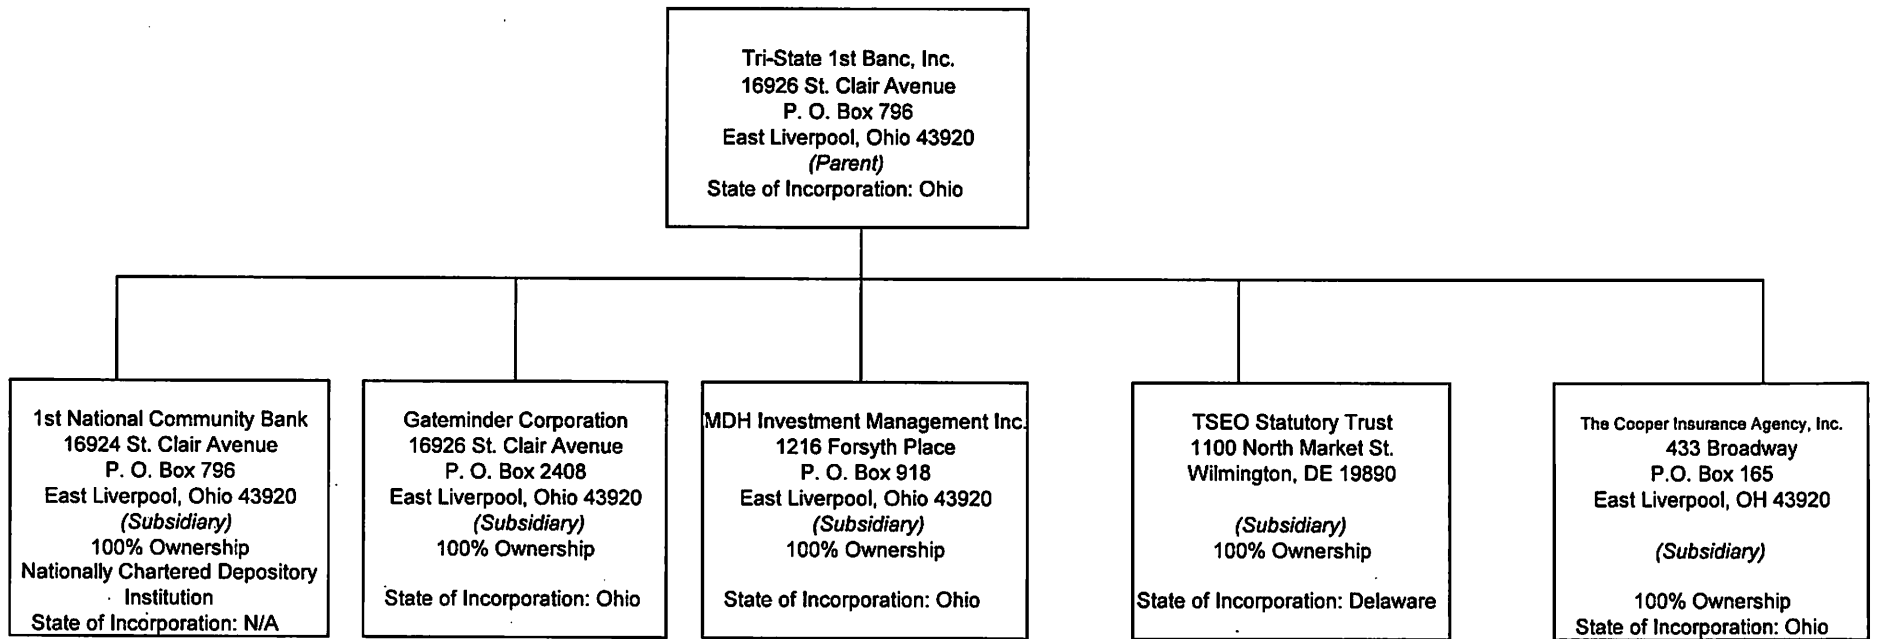 Tri-State 1st Banc, Inc.
16926 St. Clair Avenue
P. O. Box 796
East Liverpool, Ohio 43920
(Parent)
State of Incorporation: Ohio
1st National Community Bank
16924 St. Clair Avenue
P. O. Box 796
East Liverpool, Ohio 43920
(Subsidiary)
100% Ownership
Nationally Chartered Depository
Institution
State of Incorporation: N/A
Gateminder Corporation
16926 St. Clair Avenue
P. O. Box 2408
East Liverpool, Ohio 43920
(Subsidiary)
100% Ownership
State of Incorporation: Ohio
MDH Investment Management Inc.
1216 Forsyth Place
P. O. Box 918
East Liverpool, Ohio 43920
(Subsidiary)
100% Ownership
State of Incorporation: Ohio
TSEO Statutory Trust
1100 North Market St.
Wilmington, DE 19890
(Subsidiary)
100% Ownership
State of Incorporation: Delaware
The Cooper Insurance Agency, Inc.
433 Broadway
P.O. Box 165
East Liverpool, OH 43920
(Subsidiary)
100% Ownership
State of Incorporation: Ohio